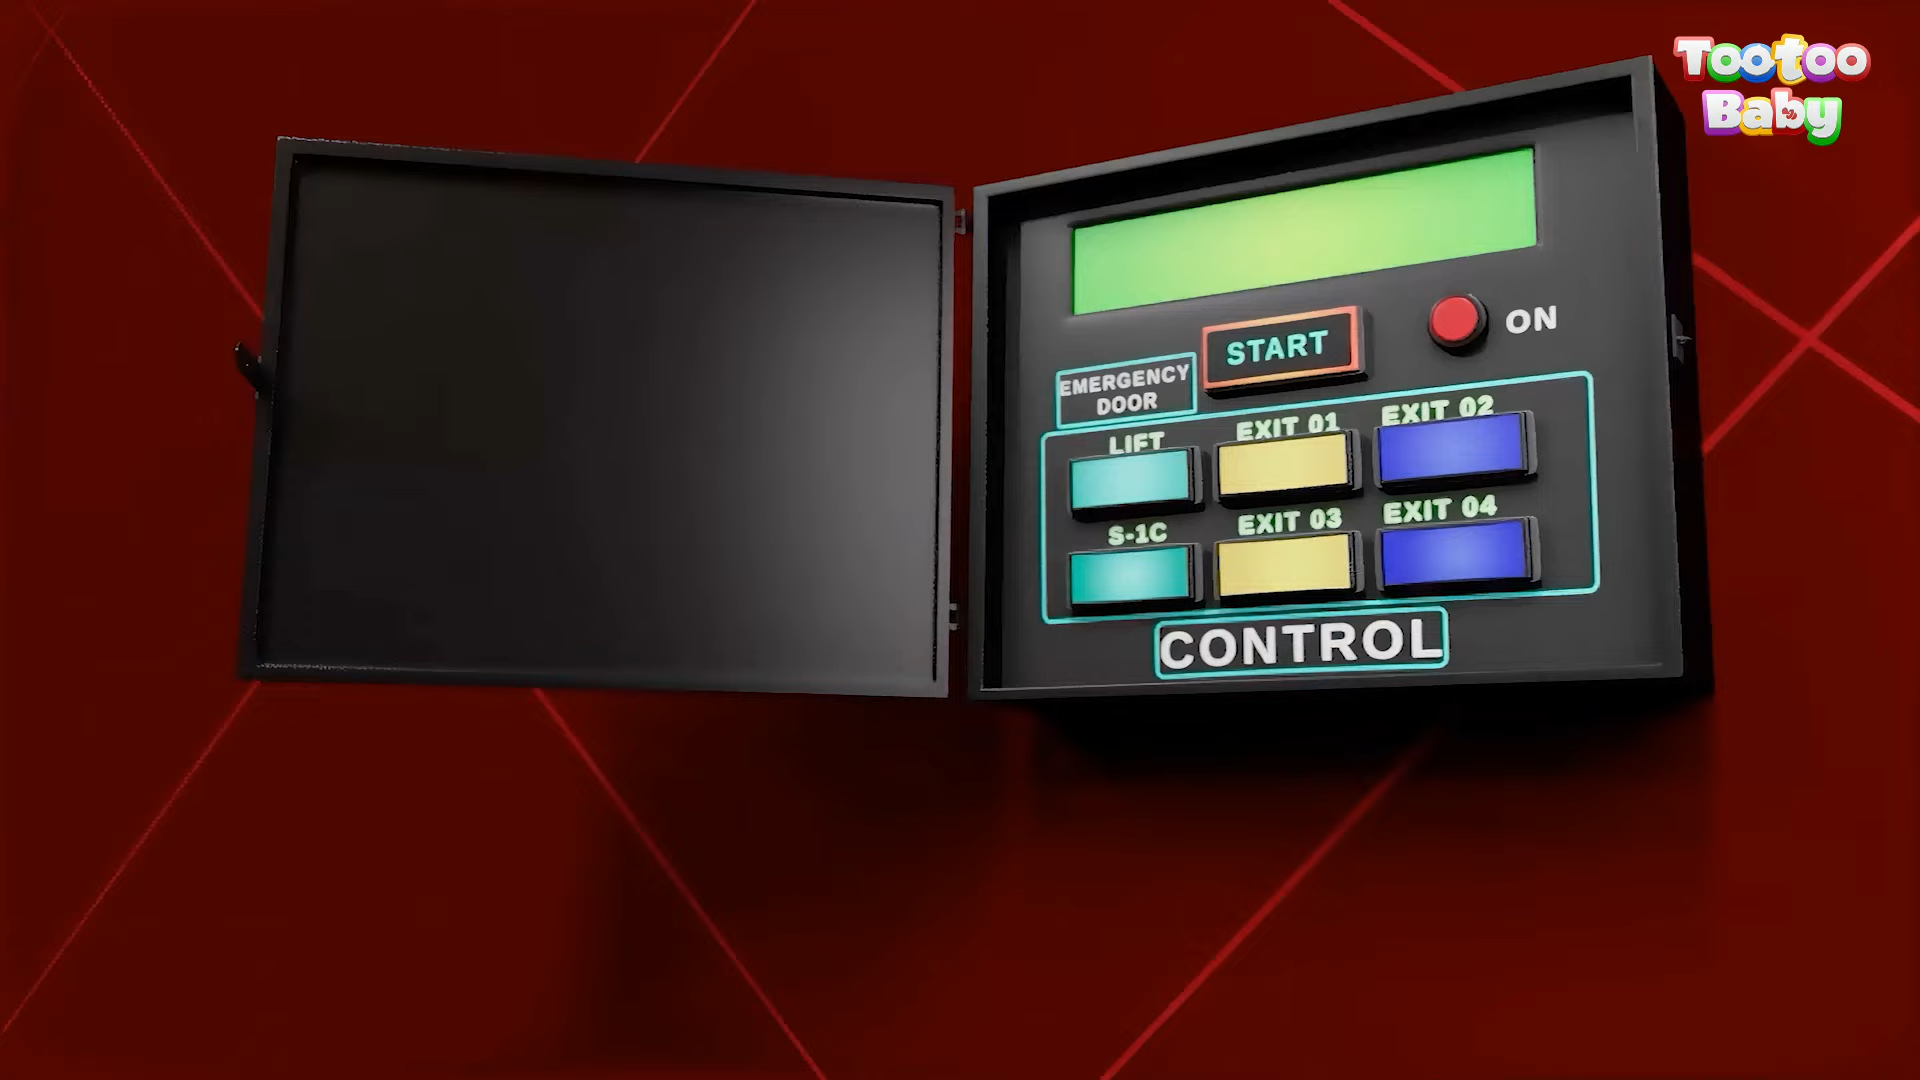 Tootoo
Baby
START
ON
EMERGENCY
DOOR
LIFT
EXIT 01
EXIT 02
S-1C
EXIT 03
EXIT 04
CONTROL